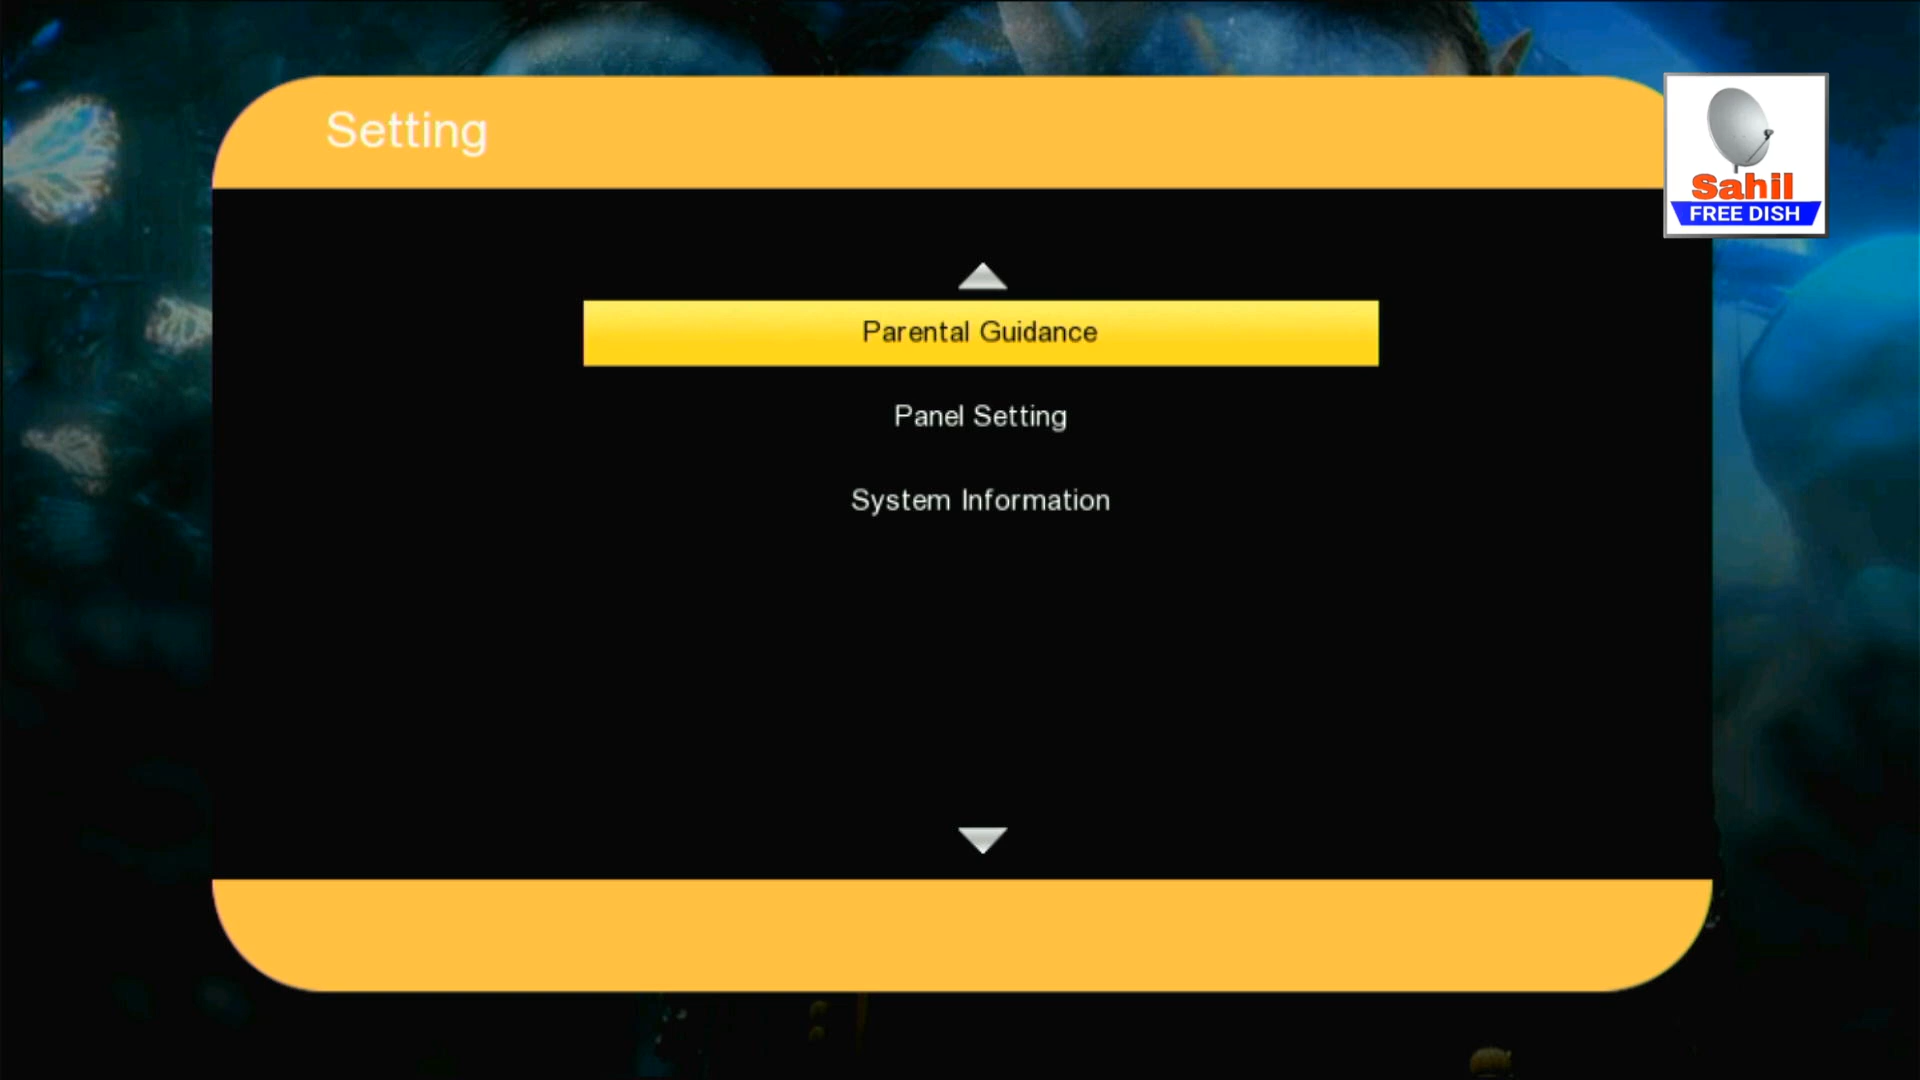 Setting
Sahil
FREE DISH
Parental Guidance
Panel Setting
System Information